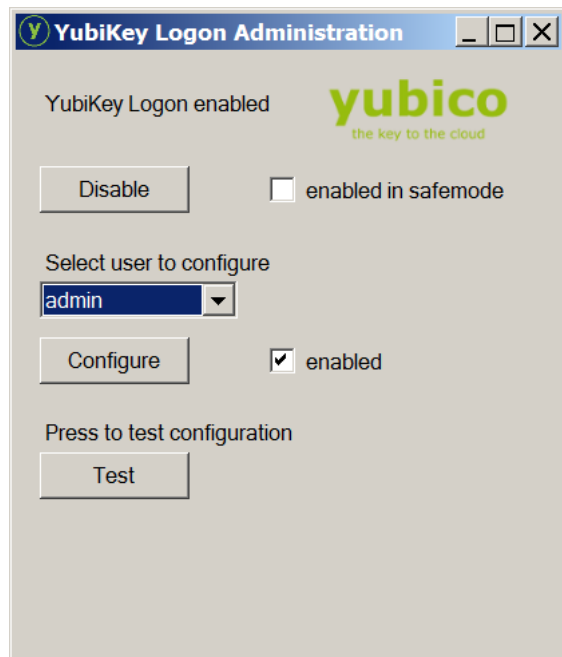 YubiKey Logon Administration
YubiKey Logon enabled
yubico
the key to the cloud
Disable
enabled in safemode
Select user to configure
admin
Configure
enabled
Press to test configuration
Test